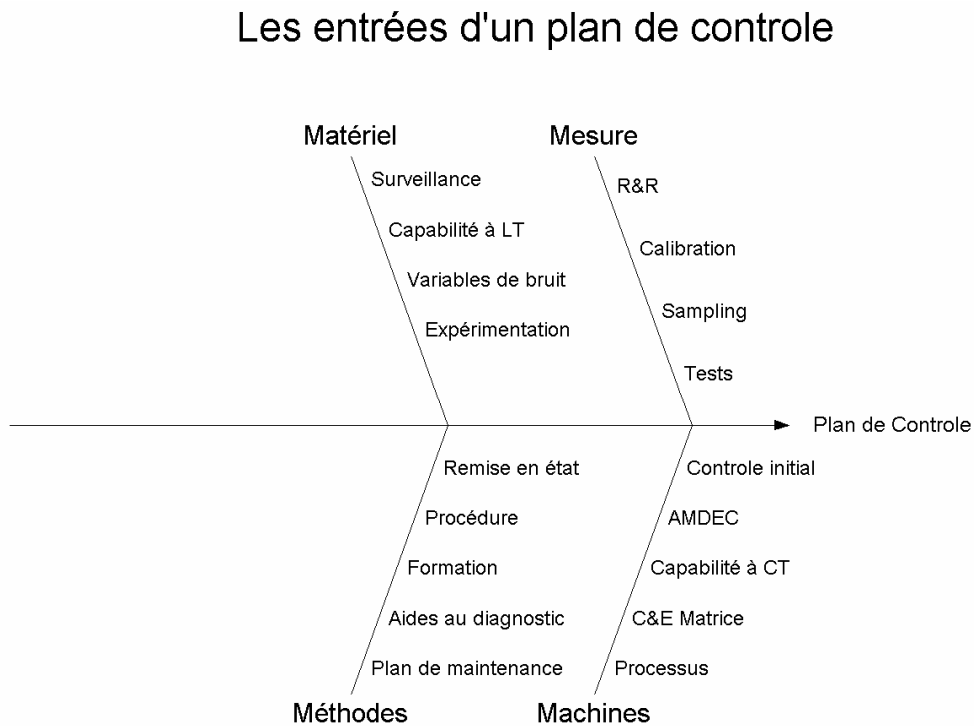 Les entrées d'un plan de controle
Matériel
Mesure
Surveillance
R&R
Capabilité à LT
Calibration
Variables de bruit
Sampling
Expérimentation
Tests
Plan de Controle
Remise en état
Controle initial
Procédure
AMDEC
Formation
Capabilité à CT
Aides au diagnostic
C&E Matrice
Plan de maintenance
Processus
Méthodes
Machines